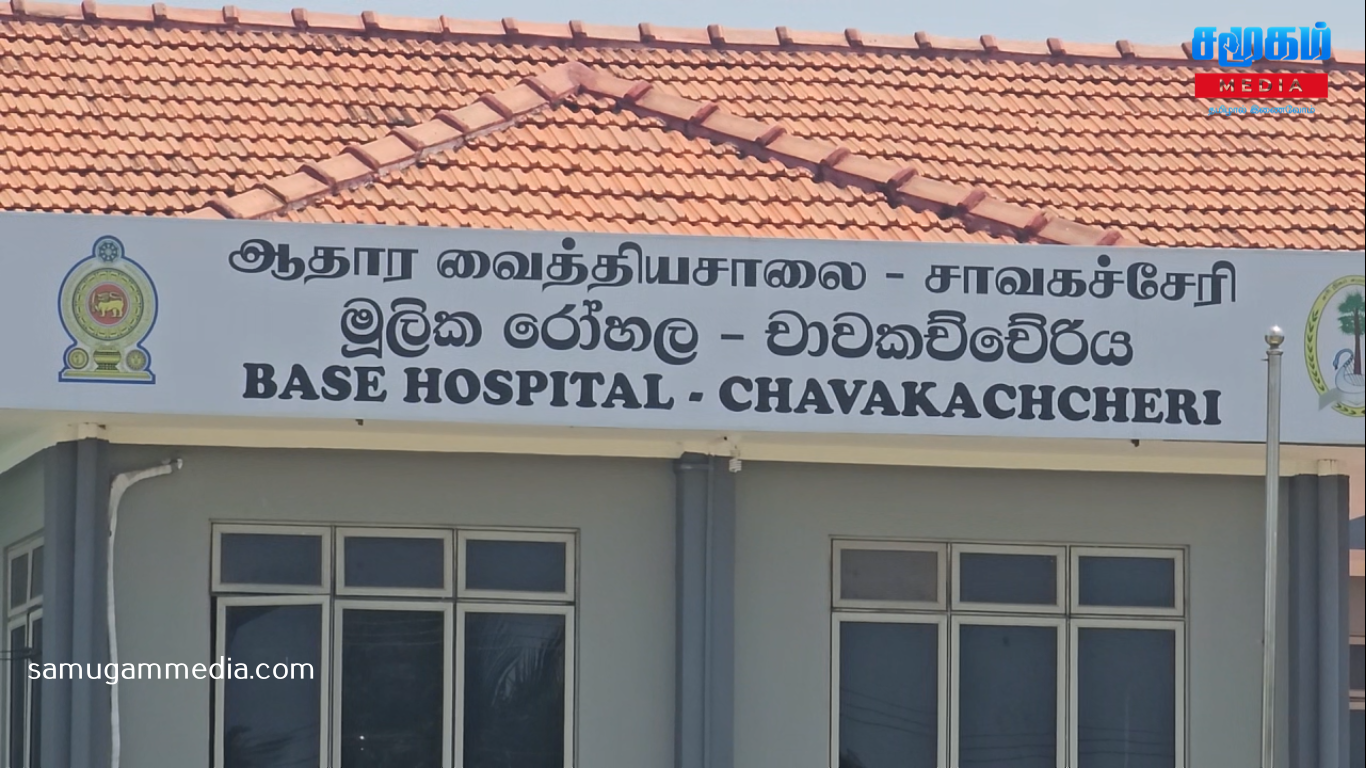 சமூகம்
MEDIA
ஆதார வைத்தியசாலை - சாவகச்சேரி
මූලික රෝහල - චාවකච්චේරිය
BASE HOSPITAL - CHAVAKACHCHERI
samugammedia.com